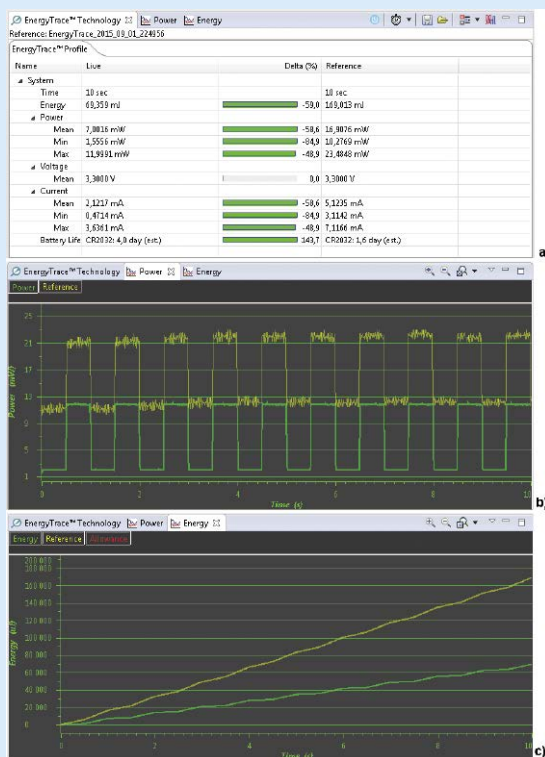 EnergyTrace™ Technology Power Energy
Reference: EnergyTrace_2015_09_01_224956
EnergyTrace™ Profile
Name Live Delta (%) Reference
System
Time 10 sec 10 sec
Energy 69,359 mJ -59,0 169,013 mJ
Power
Mean 7,0016 mW -58,6 16,9076 mW
Min 1,5556 mW -84,9 10,2769 mW
Max 11,9991 mW -48,9 23,4848 mW
Voltage
Mean 3,3000 V 0,0 3,3000 V
Current
Mean 2,1217 mA -58,6 5,1235 mA
Min 0,4714 mA -84,9 3,1142 mA
Max 3,6361 mA -48,9 7,1166 mA
Battery Life CR2032: 4,0 day (est.) 143,7 CR2032: 1,6 day (est.)
a
EnergyTrace™ Technology Power Energy
Power Reference
25
21
17
13
9
5
1
Power (mW)
0 2 4 6 8 10
Time (s)
b)
EnergyTrace™ Technology Power Energy
Energy Reference Allowance
200 000
180 000
160 000
140 000
120 000
100 000
80 000
60 000
40 000
20 000
0
Energy (uJ)
0 2 4 6 8 10
Time (s)
c)